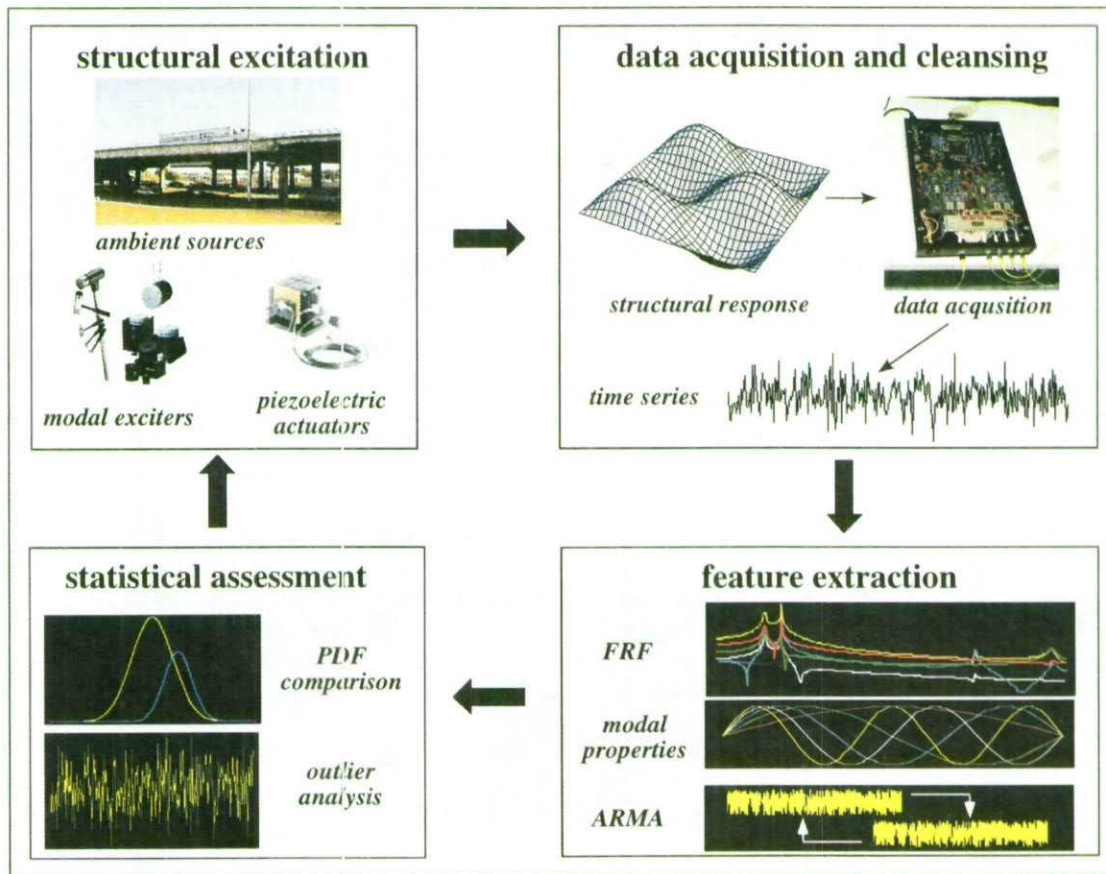 structural excitation
ambient sources
modal exciters
piezoelectric
actuators
data acquisition and cleansing
structural response
data acqusition
time series
feature extraction
FRF
modal
properties
ARMA
statistical assessment
PDF
comparison
outlier
analysis